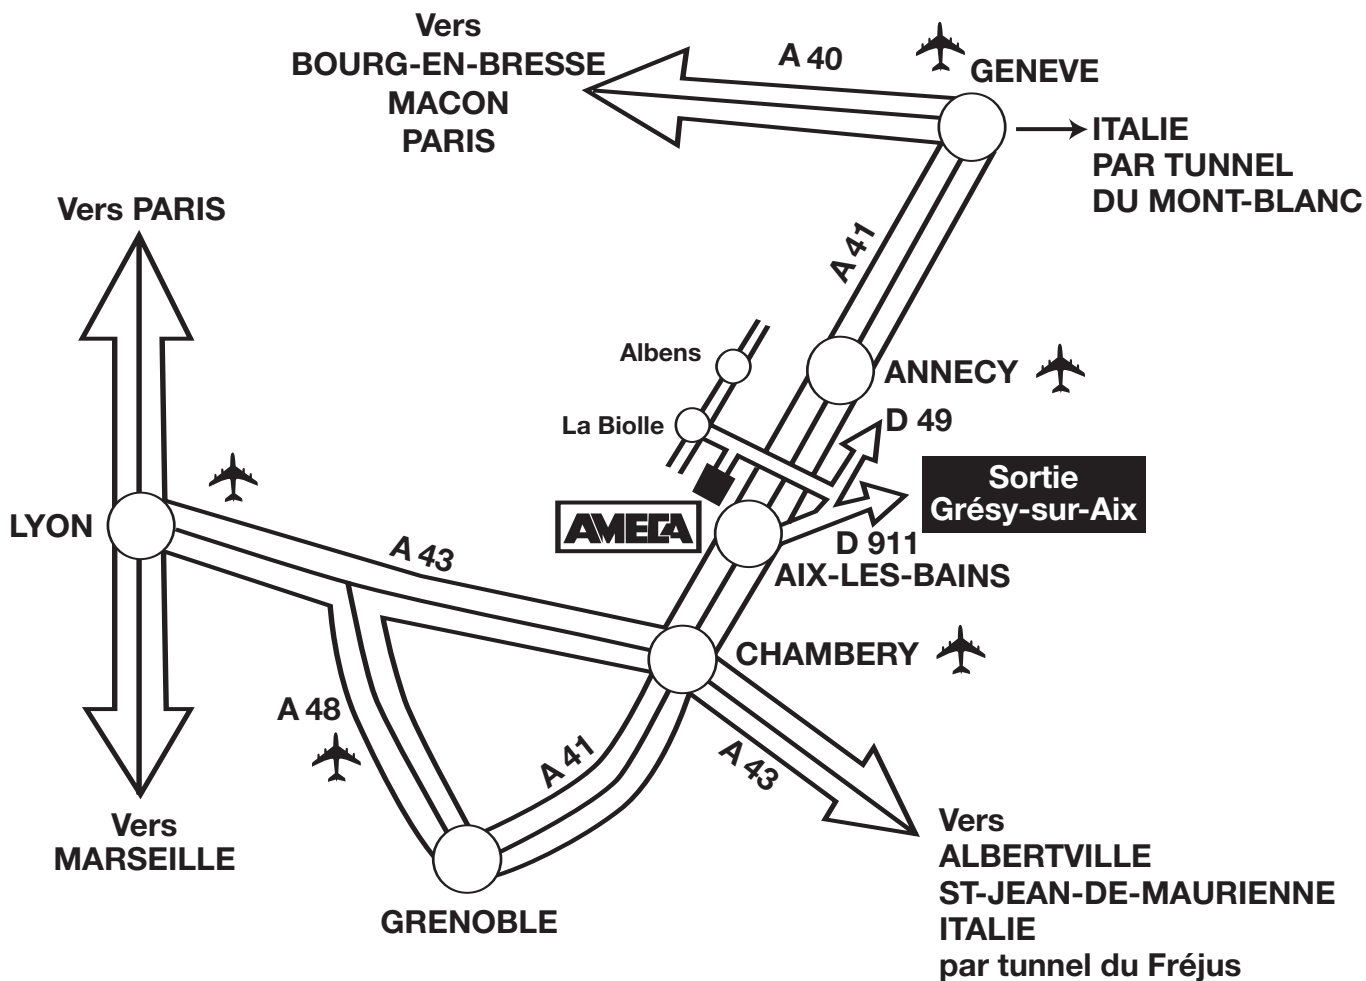 Vers
BOURG-EN-BRESSE
MACON
PARIS
A 40
GENEVE
ITALIE
PAR TUNNEL
DU MONT-BLANC
Vers PARIS
A 41
Albens
ANNECY
La Biolle
D 49
Sortie
Grésy-sur-Aix
LYON
AMECA
D 911
A 43
AIX-LES-BAINS
CHAMBERY
A 48
A 41
A 43
Vers
MARSEILLE
GRENOBLE
Vers
ALBERTVILLE
ST-JEAN-DE-MAURIENNE
ITALIE
par tunnel du Fréjus